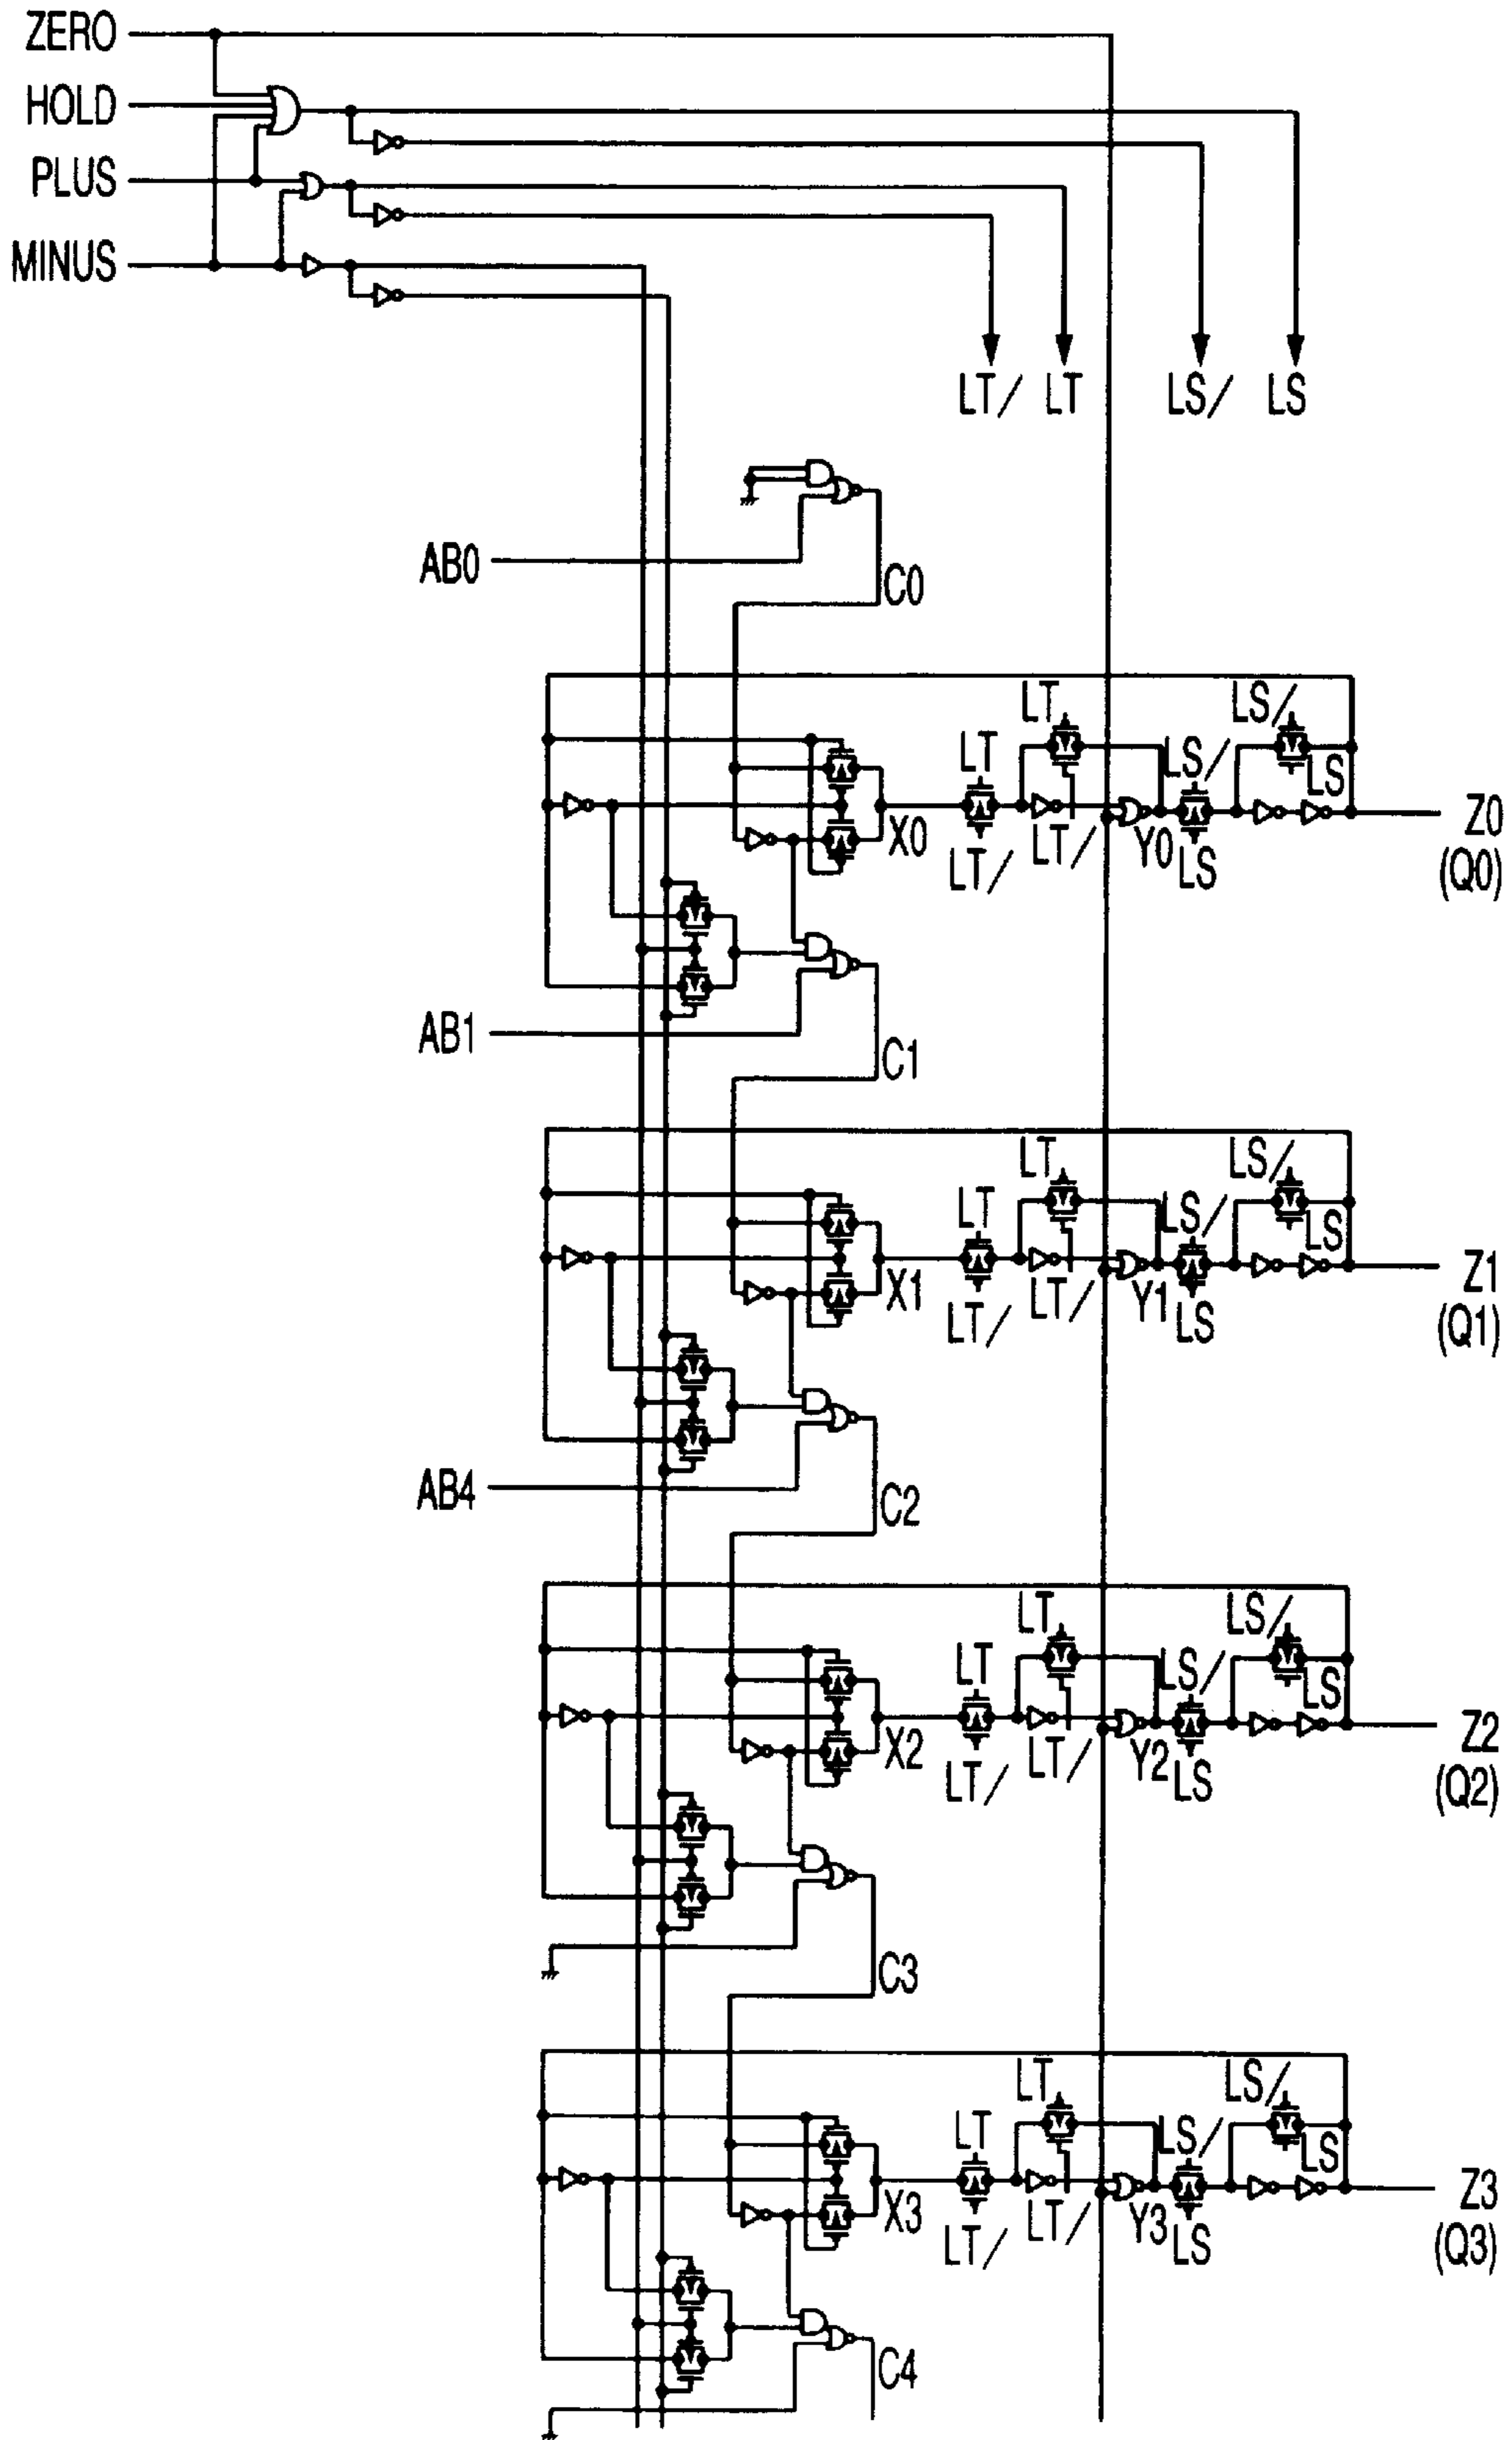 ZERO
HOLD
PLUS
MINUS
LT/ LT LS/ LS
AB0
C0
LT LS/
LT LS/ LS
X0 LT/ LT/ Y0 LS
Z0
(Q0)
AB1
C1
LT LS/
LT LS/ LS
X1 LT/ LT/ Y1 LS
Z1
(Q1)
AB4
C2
LT LS/
LT LS/ LS
X2 LT/ LT/ Y2 LS
Z2
(Q2)
C3
LT LS/
LT LS/ LS
X3 LT/ LT/ Y3 LS
Z3
(Q3)
C4